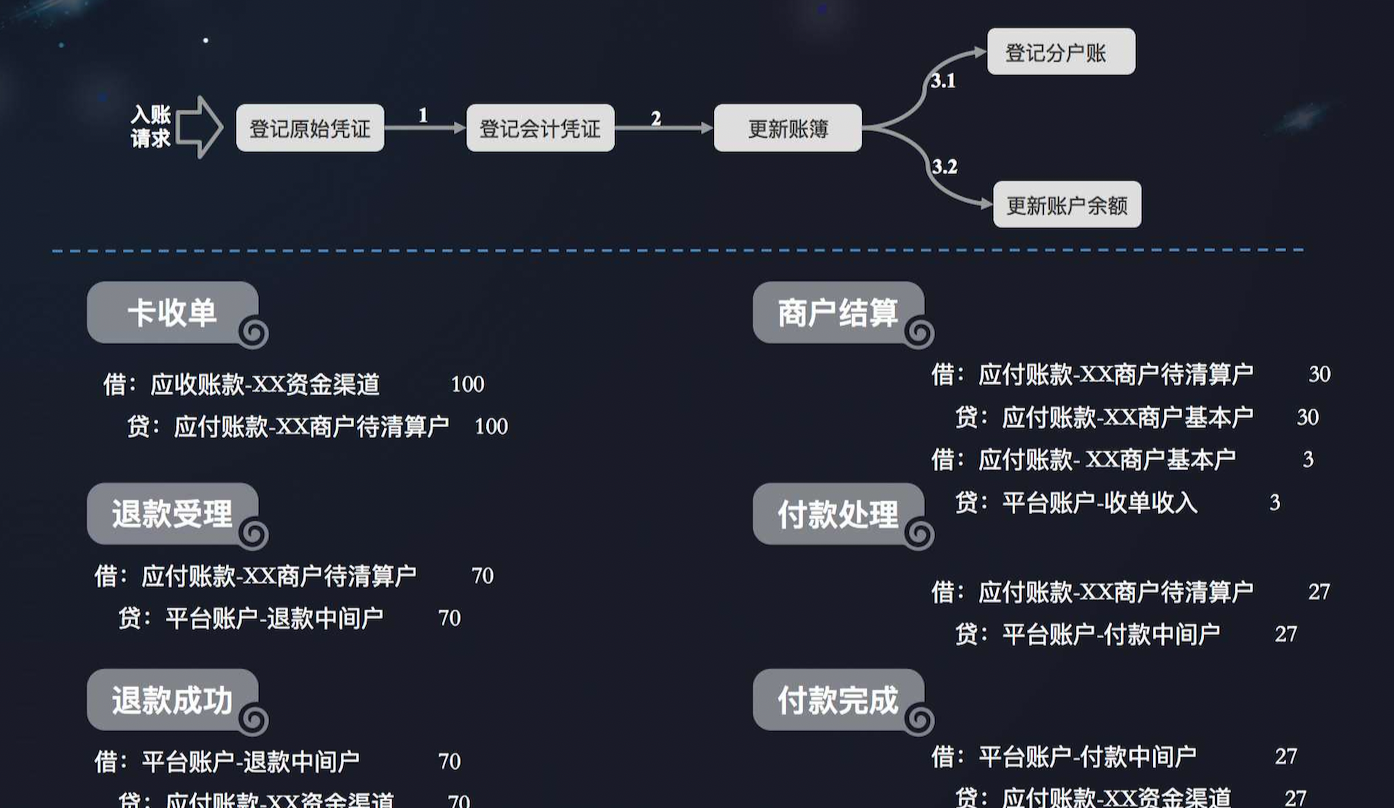 入账
请求
登记原始凭证
1
登记会计凭证
2
更新账簿
3.1
登记分户账
3.2
更新账户余额
卡收单
借：应收账款-XX资金渠道 100
贷：应付账款-XX商户待清算户 100
退款受理
借：应付账款-XX商户待清算户 70
贷：平台账户-退款中间户 70
退款成功
借：平台账户-退款中间户 70
贷：应付账款-XX资金渠道 70
商户结算
借：应付账款-XX商户待清算户 30
贷：应付账款-XX商户基本户 30
借：应付账款- XX商户基本户 3
贷：平台账户-收单收入 3
付款处理
借：应付账款-XX商户待清算户 27
贷：平台账户-付款中间户 27
付款完成
借：平台账户-付款中间户 27
贷：应付账款-XX资金渠道 27